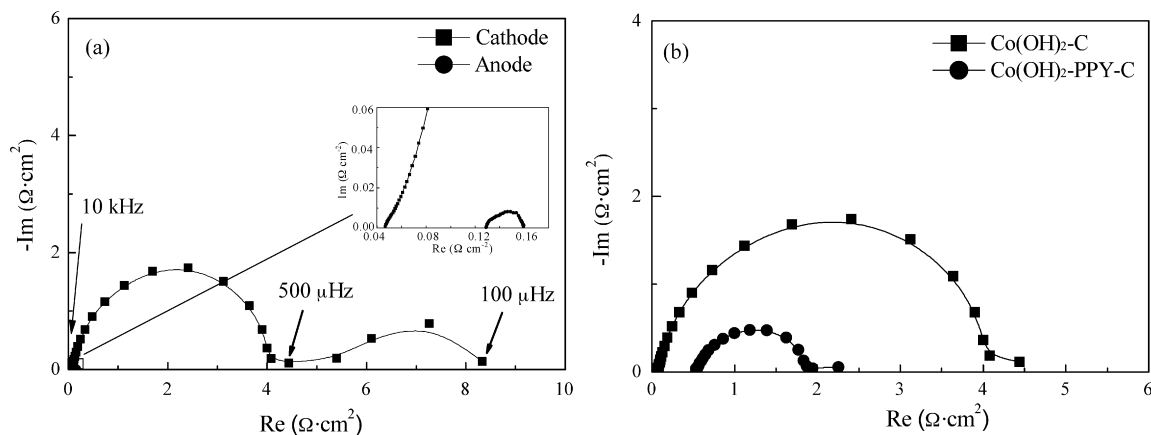 (a)
Cathode
Anode
6
4
2
0
-Im (Ω·cm²)
10 kHz
500 μHz
100 μHz
0.06
0.04
0.02
0.00
Im (Ω cm⁻²)
0.04
0.08
0.12
0.16
Re (Ω cm⁻²)
0
2
4
6
8
10
Re (Ω·cm²)
(b)
Co(OH)₂-C
Co(OH)₂-PPY-C
4
2
0
-Im (Ω·cm²)
0
1
2
3
4
5
6
Re (Ω·cm²)